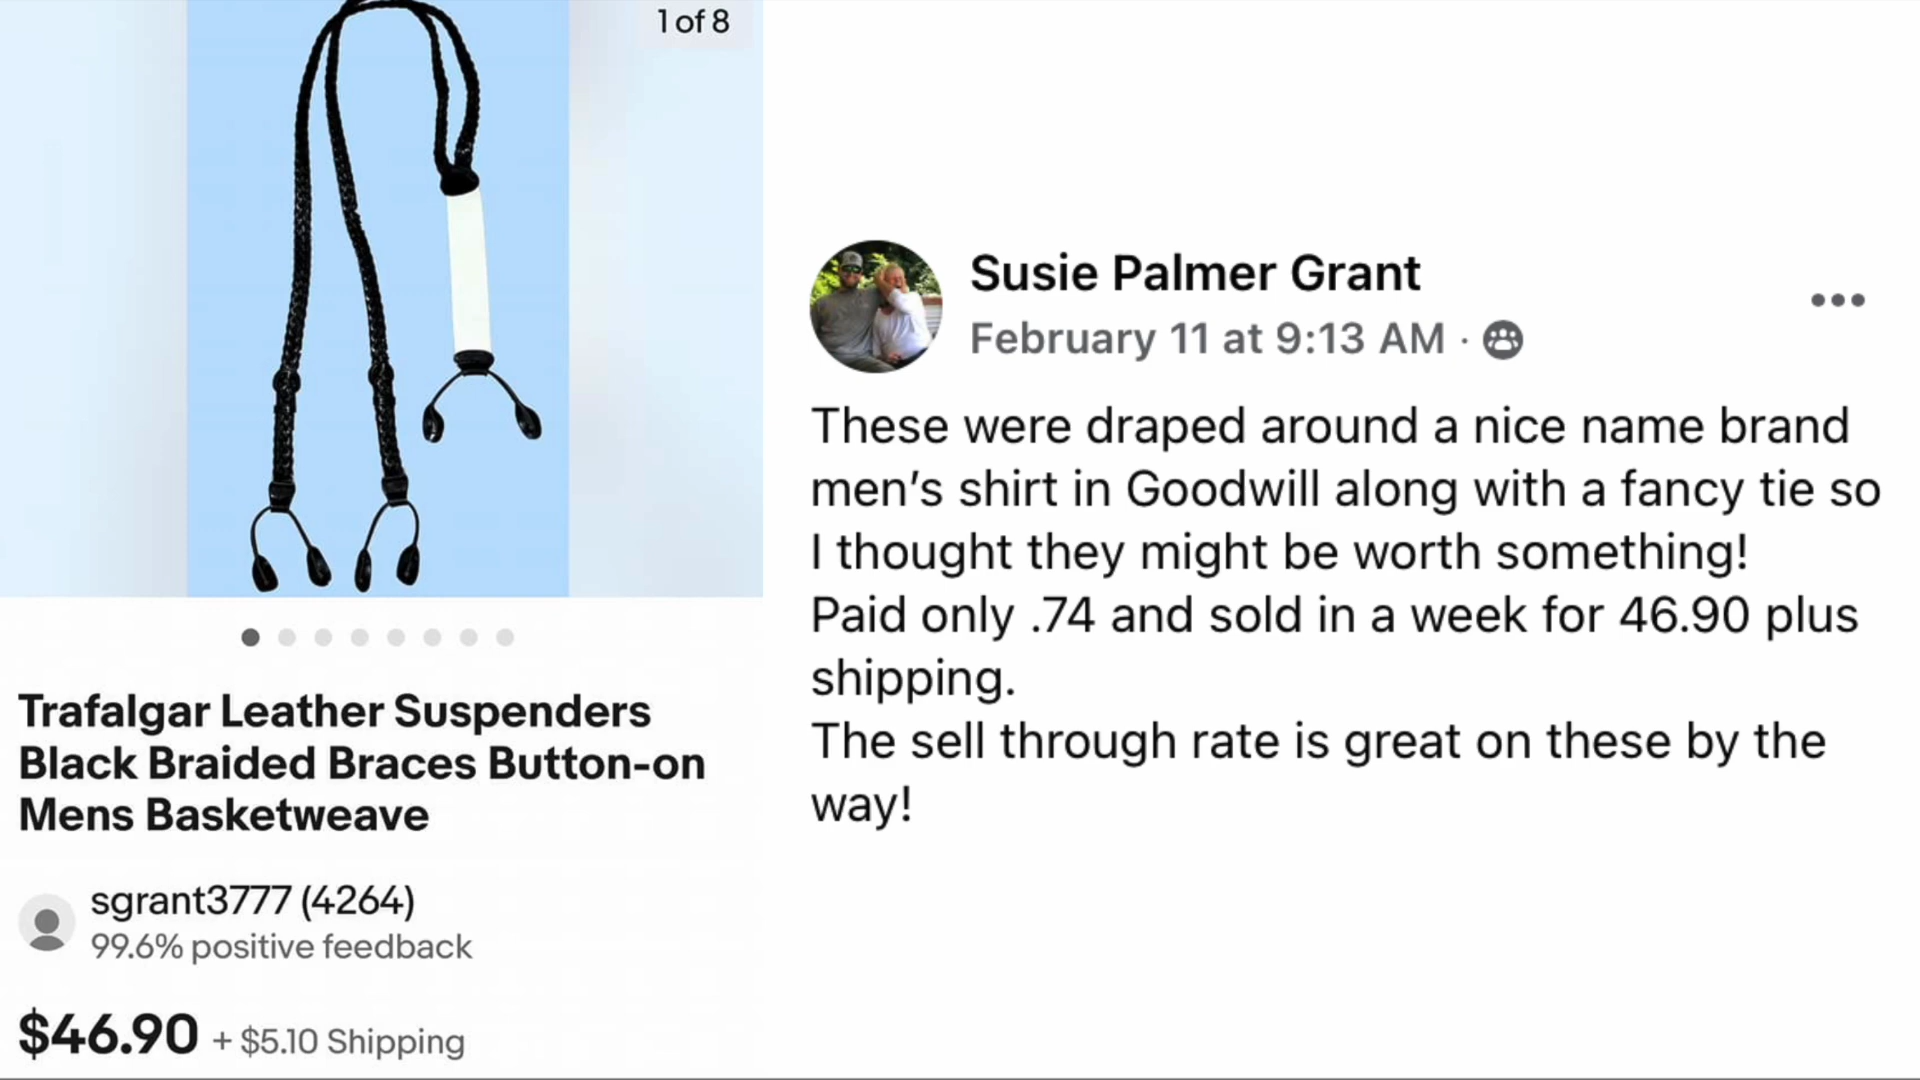 1 of 8
Trafalgar Leather Suspenders
Black Braided Braces Button-on
Mens Basketweave
sgrant3777 (4264)
99.6% positive feedback
$46.90 + $5.10 Shipping
Susie Palmer Grant
February 11 at 9:13 AM ·
These were draped around a nice name brand
men's shirt in Goodwill along with a fancy tie so
I thought they might be worth something!
Paid only .74 and sold in a week for 46.90 plus
shipping.
The sell through rate is great on these by the
way!